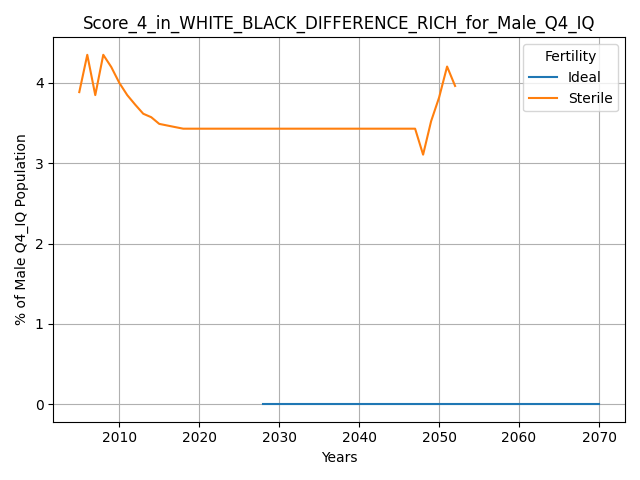 Score_4_in_WHITE_BLACK_DIFFERENCE_RICH_for_Male_Q4_IQ
Fertility
Ideal
Sterile
% of Male Q4_IQ Population
4
3
2
1
0
2010 2020 2030 2040 2050 2060 2070
Years